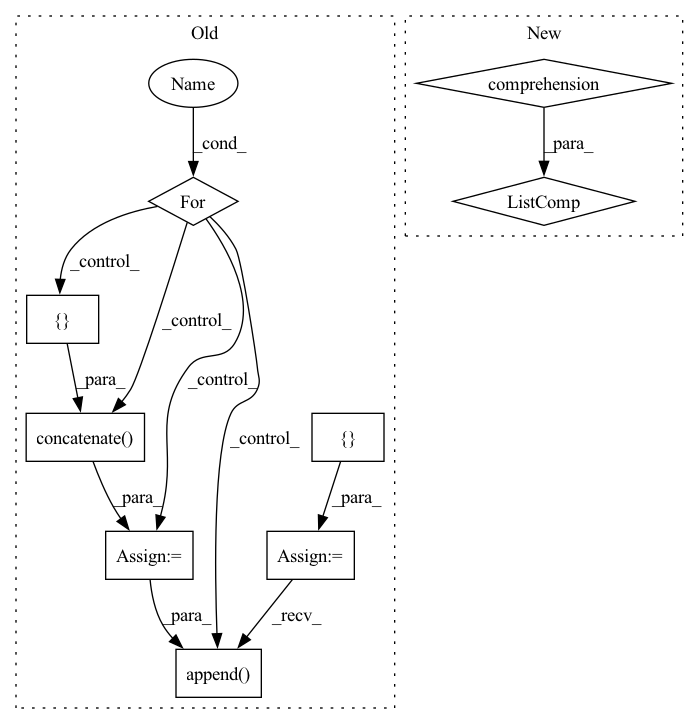 Old
New
Name
comprehension
_cond_
_para_
For
ListComp
_control_
{}
_control_
_para_
_control_
concatenate()
_control_
{}
_para_
_para_
Assign:=
Assign:=
_para_
_recv_
append()